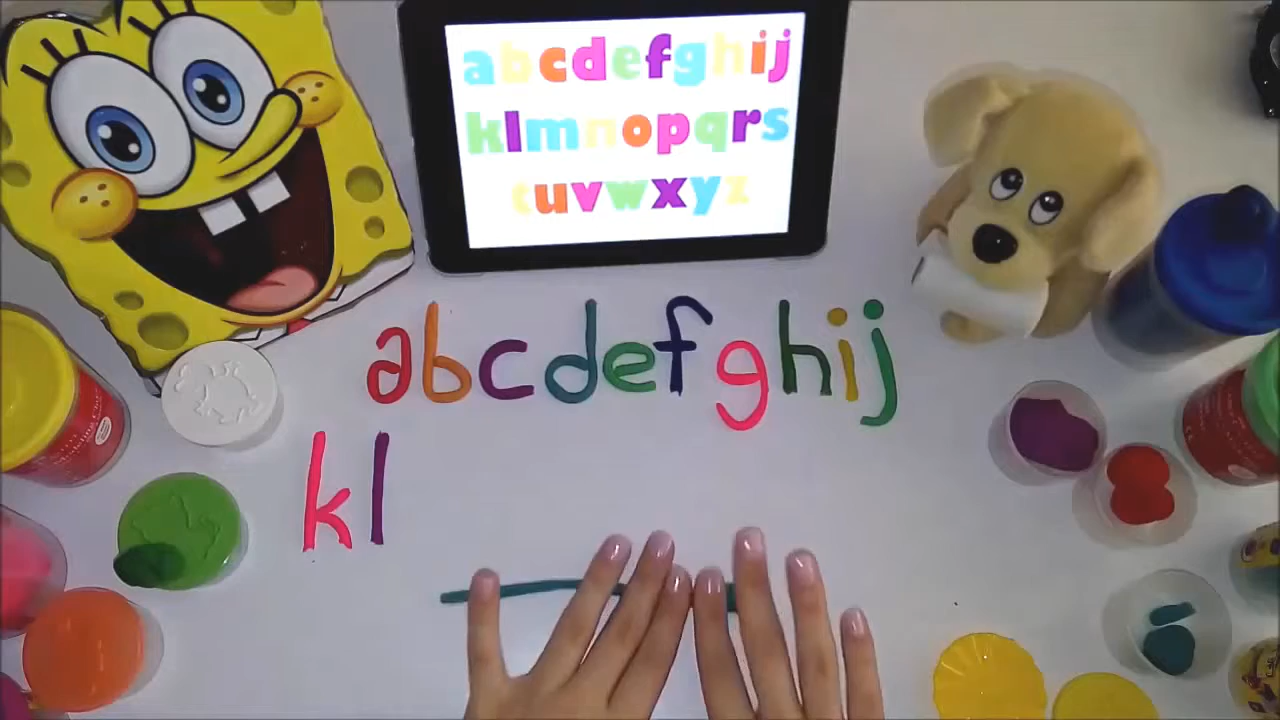 abcdefghij
klmnopqrs
tuvwxyz
abcdefghij
kl